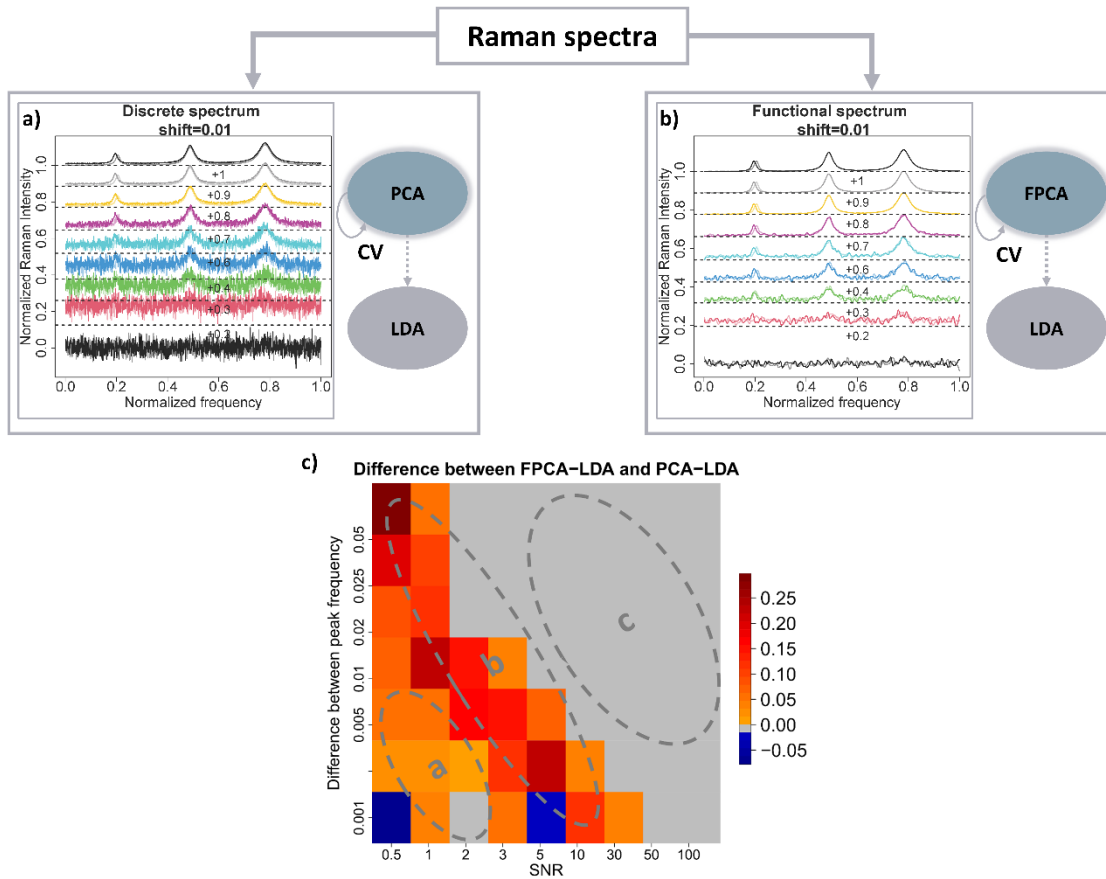 Raman spectra
a)
Discrete spectrum
shift=0.01
Normalized Raman Intensity
1.0
0.8
0.6
0.4
0.2
0.0
+1
+0.9
+0.8
+0.7
+0.6
+0.4
+0.3
0.0 0.2 0.4 0.6 0.8 1.0
Normalized frequency
PCA
CV
LDA
b)
Functional spectrum
shift=0.01
Normalized Raman Intensity
1.0
0.8
0.6
0.4
0.2
0.0
+1
+0.9
+0.8
+0.7
+0.6
+0.4
+0.3
+0.2
0.0 0.2 0.4 0.6 0.8 1.0
Normalized frequency
FPCA
CV
LDA
c)
Difference between FPCA−LDA and PCA−LDA
Difference between peak frequency
0.05
0.025
0.02
0.01
0.005
0.001
a
b
c
0.5 1 2 3 5 10 30 50 100
SNR
0.25
0.20
0.15
0.10
0.05
0.00
−0.05